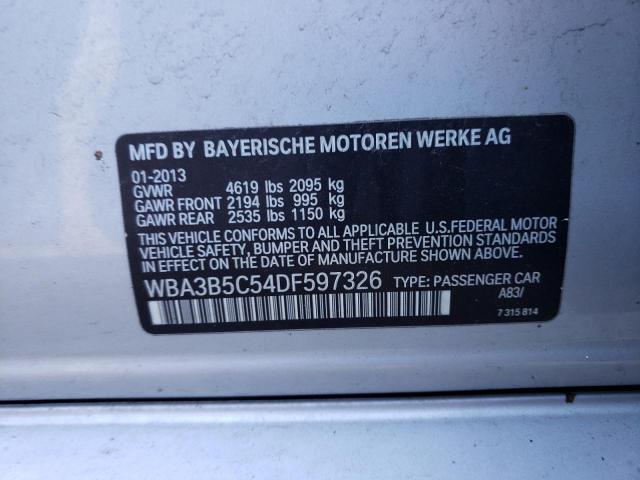 MFD BY BAYERISCHE MOTOREN WERKE AG
01-2013
GVWR 4619 lbs 2095 kg
GAWR FRONT 2194 lbs 995 kg
GAWR REAR 2535 lbs 1150 kg
THIS VEHICLE CONFORMS TO ALL APPLICABLE U.S.FEDERAL MOTOR
VEHICLE SAFETY, BUMPER AND THEFT PREVENTION STANDARDS
IN EFFECT ON THE DATE OF MANUFACTURE SHOWN ABOVE.
WBA3B5C54DF597326 TYPE: PASSENGER CAR
A83/
7 315 814